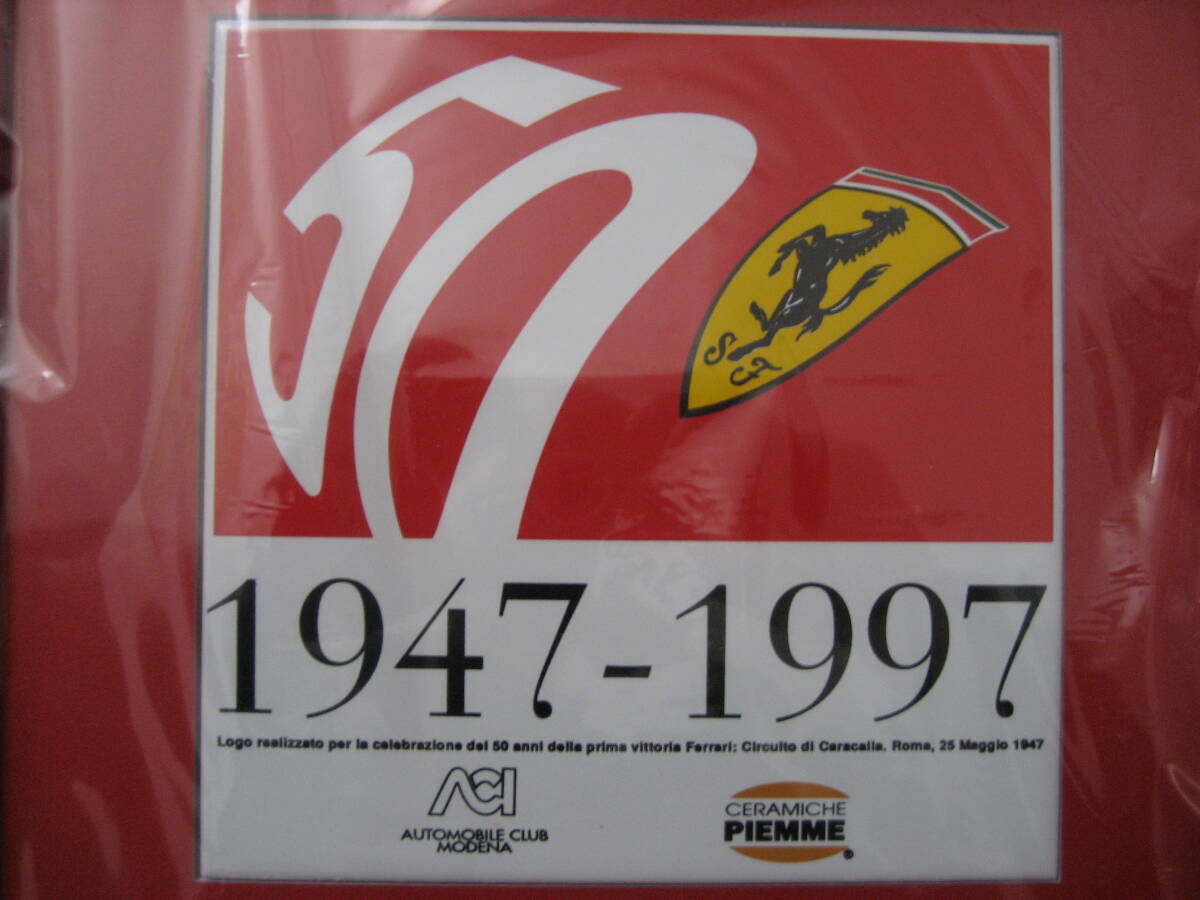 50
S F
1947-1997
Logo realizzato per la celebrazione dei 50 anni della prima vittoria Ferrari: Circuito di Caracalla. Roma, 25 Maggio 1947
ACI
AUTOMOBILE CLUB
MODENA
CERAMICHE
PIEMME®